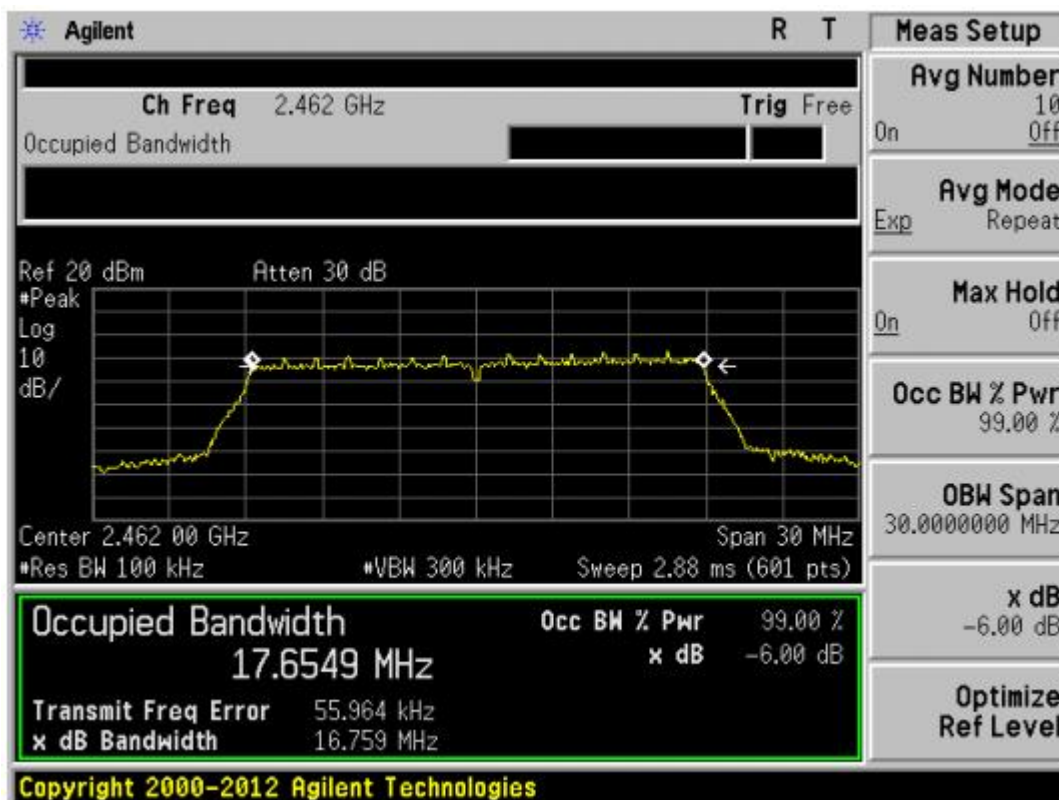 Agilent R T Meas Setup
Ch Freq 2.462 GHz Trig Free
Occupied Bandwidth
Avg Number
10
On Off
Avg Mode
Exp Repeat
Max Hold
On Off
Occ BW % Pwr
99.00 %
OBW Span
30.0000000 MHz
x dB
-6.00 dB
Optimize
Ref Level
Ref 20 dBm Atten 30 dB
#Peak
Log
10
dB/
Center 2.462 00 GHz Span 30 MHz
#Res BW 100 kHz #VBW 300 kHz Sweep 2.88 ms (601 pts)
Occupied Bandwidth Occ BW % Pwr 99.00 %
17.6549 MHz x dB -6.00 dB
Transmit Freq Error 55.964 kHz
x dB Bandwidth 16.759 MHz
Copyright 2000-2012 Agilent Technologies